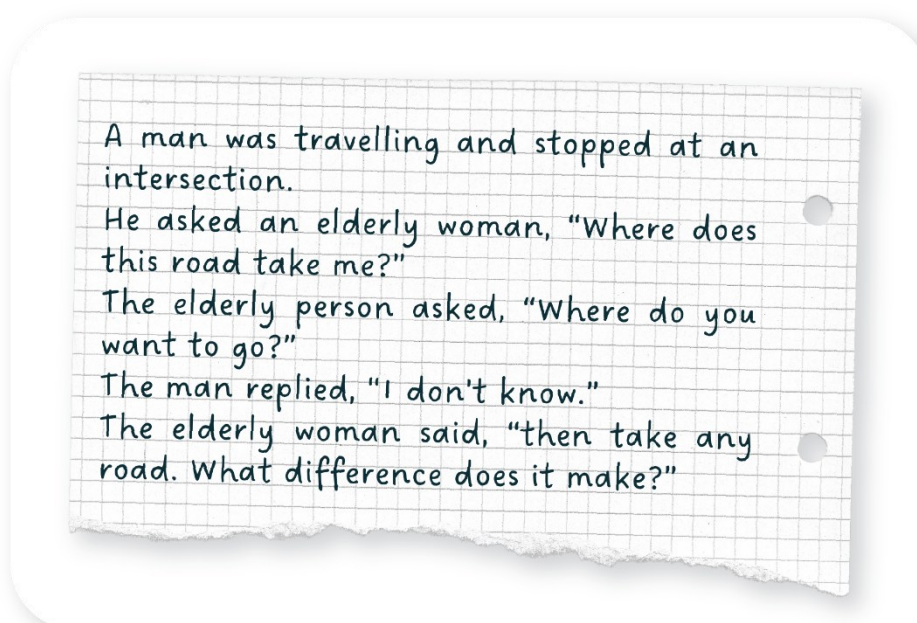 A man was travelling and stopped at an
intersection.
He asked an elderly woman, “Where does
this road take me?”
The elderly person asked, “Where do you
want to go?”
The man replied, “I don't know.”
The elderly woman said, “then take any
road. What difference does it make?”